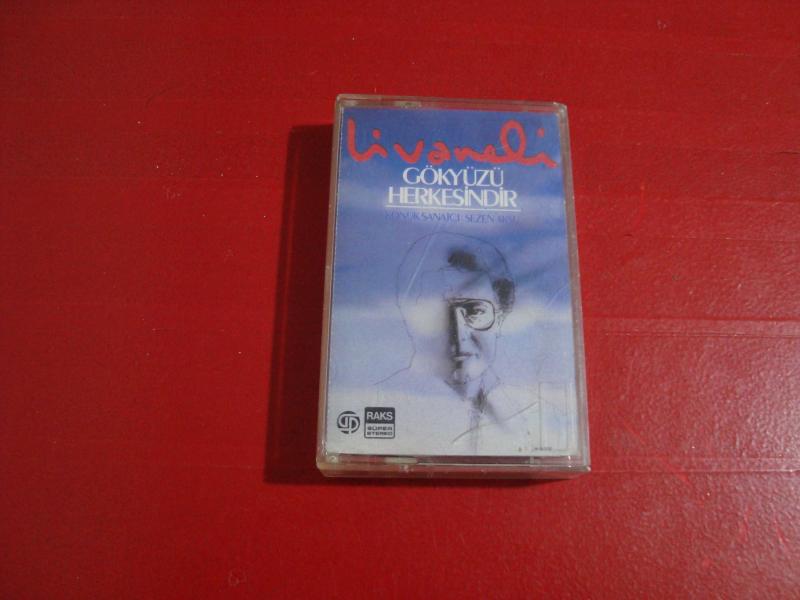 Livaneli
GÖKYÜZÜ
HERKESİNDİR
KONUK SANATÇI: SEZEN AKSU
RAKS
SÜPER
STEREO